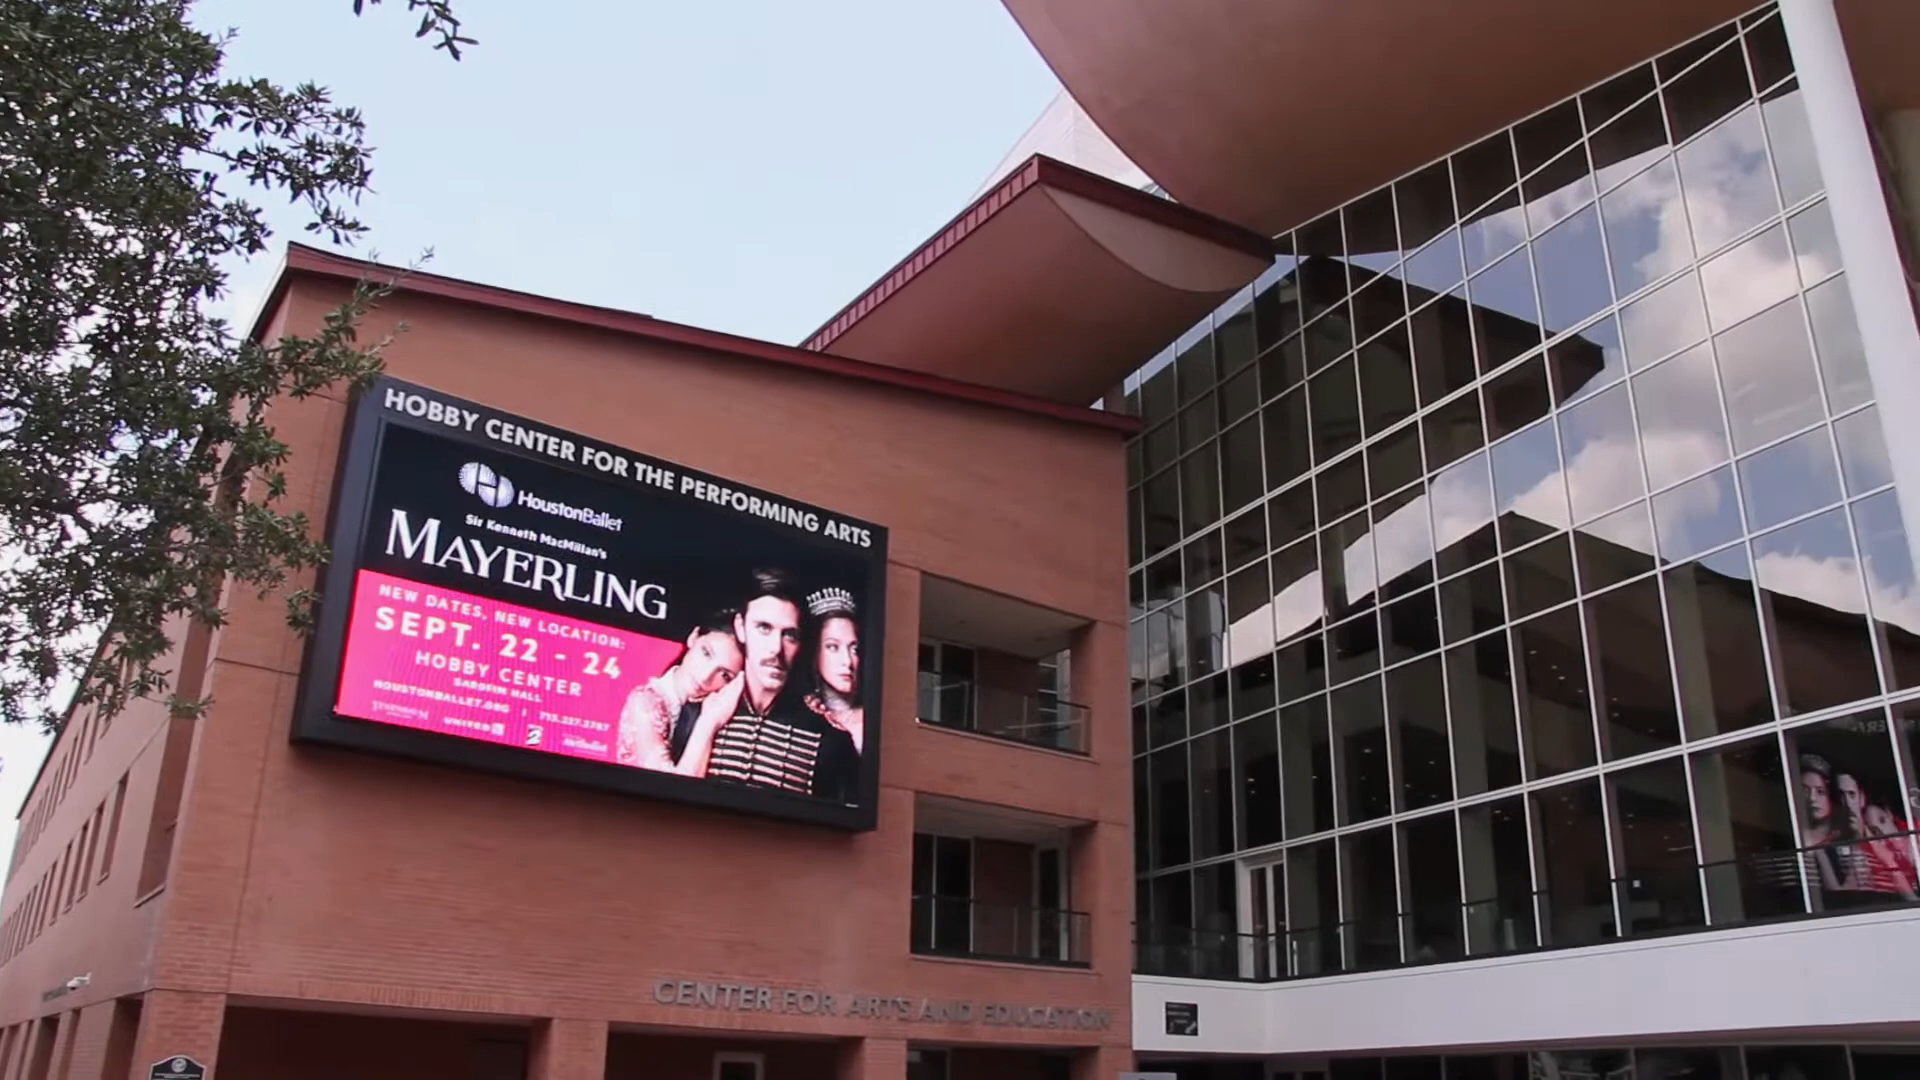 HOBBY CENTER FOR THE PERFORMING ARTS
HoustonBallet
Sir Kenneth MacMillan's
MAYERLING
NEW DATES, NEW LOCATION:
SEPT. 22 - 24
HOBBY CENTER
SAROFIM HALL
HOUSTONBALLET.ORG | 713.227.2787
UNITED
CENTER FOR ARTS AND EDUCATION